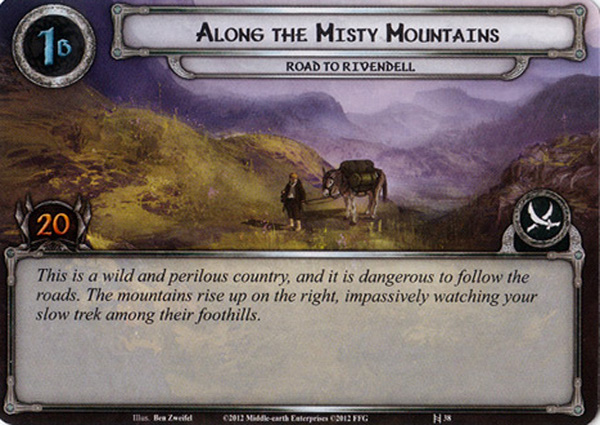 1B
ALONG THE MISTY MOUNTAINS
ROAD TO RIVENDELL
20
This is a wild and perilous country, and it is dangerous to follow the
roads. The mountains rise up on the right, impassively watching your
slow trek among their foothills.
Illus. Ben Zweifel ©2012 Middle-earth Enterprises ©2012 FFG 38